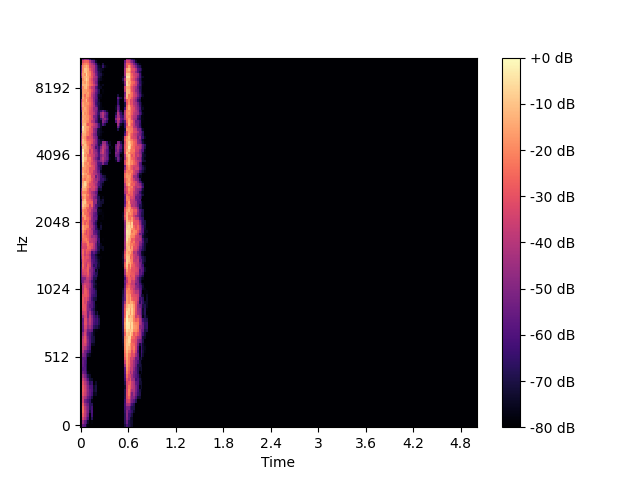 +0 dB
8192
-10 dB
4096
-20 dB
-30 dB
2048
-40 dB
Hz
1024
-50 dB
512
-60 dB
-70 dB
0
-80 dB
0 0.6 1.2 1.8 2.4 3 3.6 4.2 4.8
Time